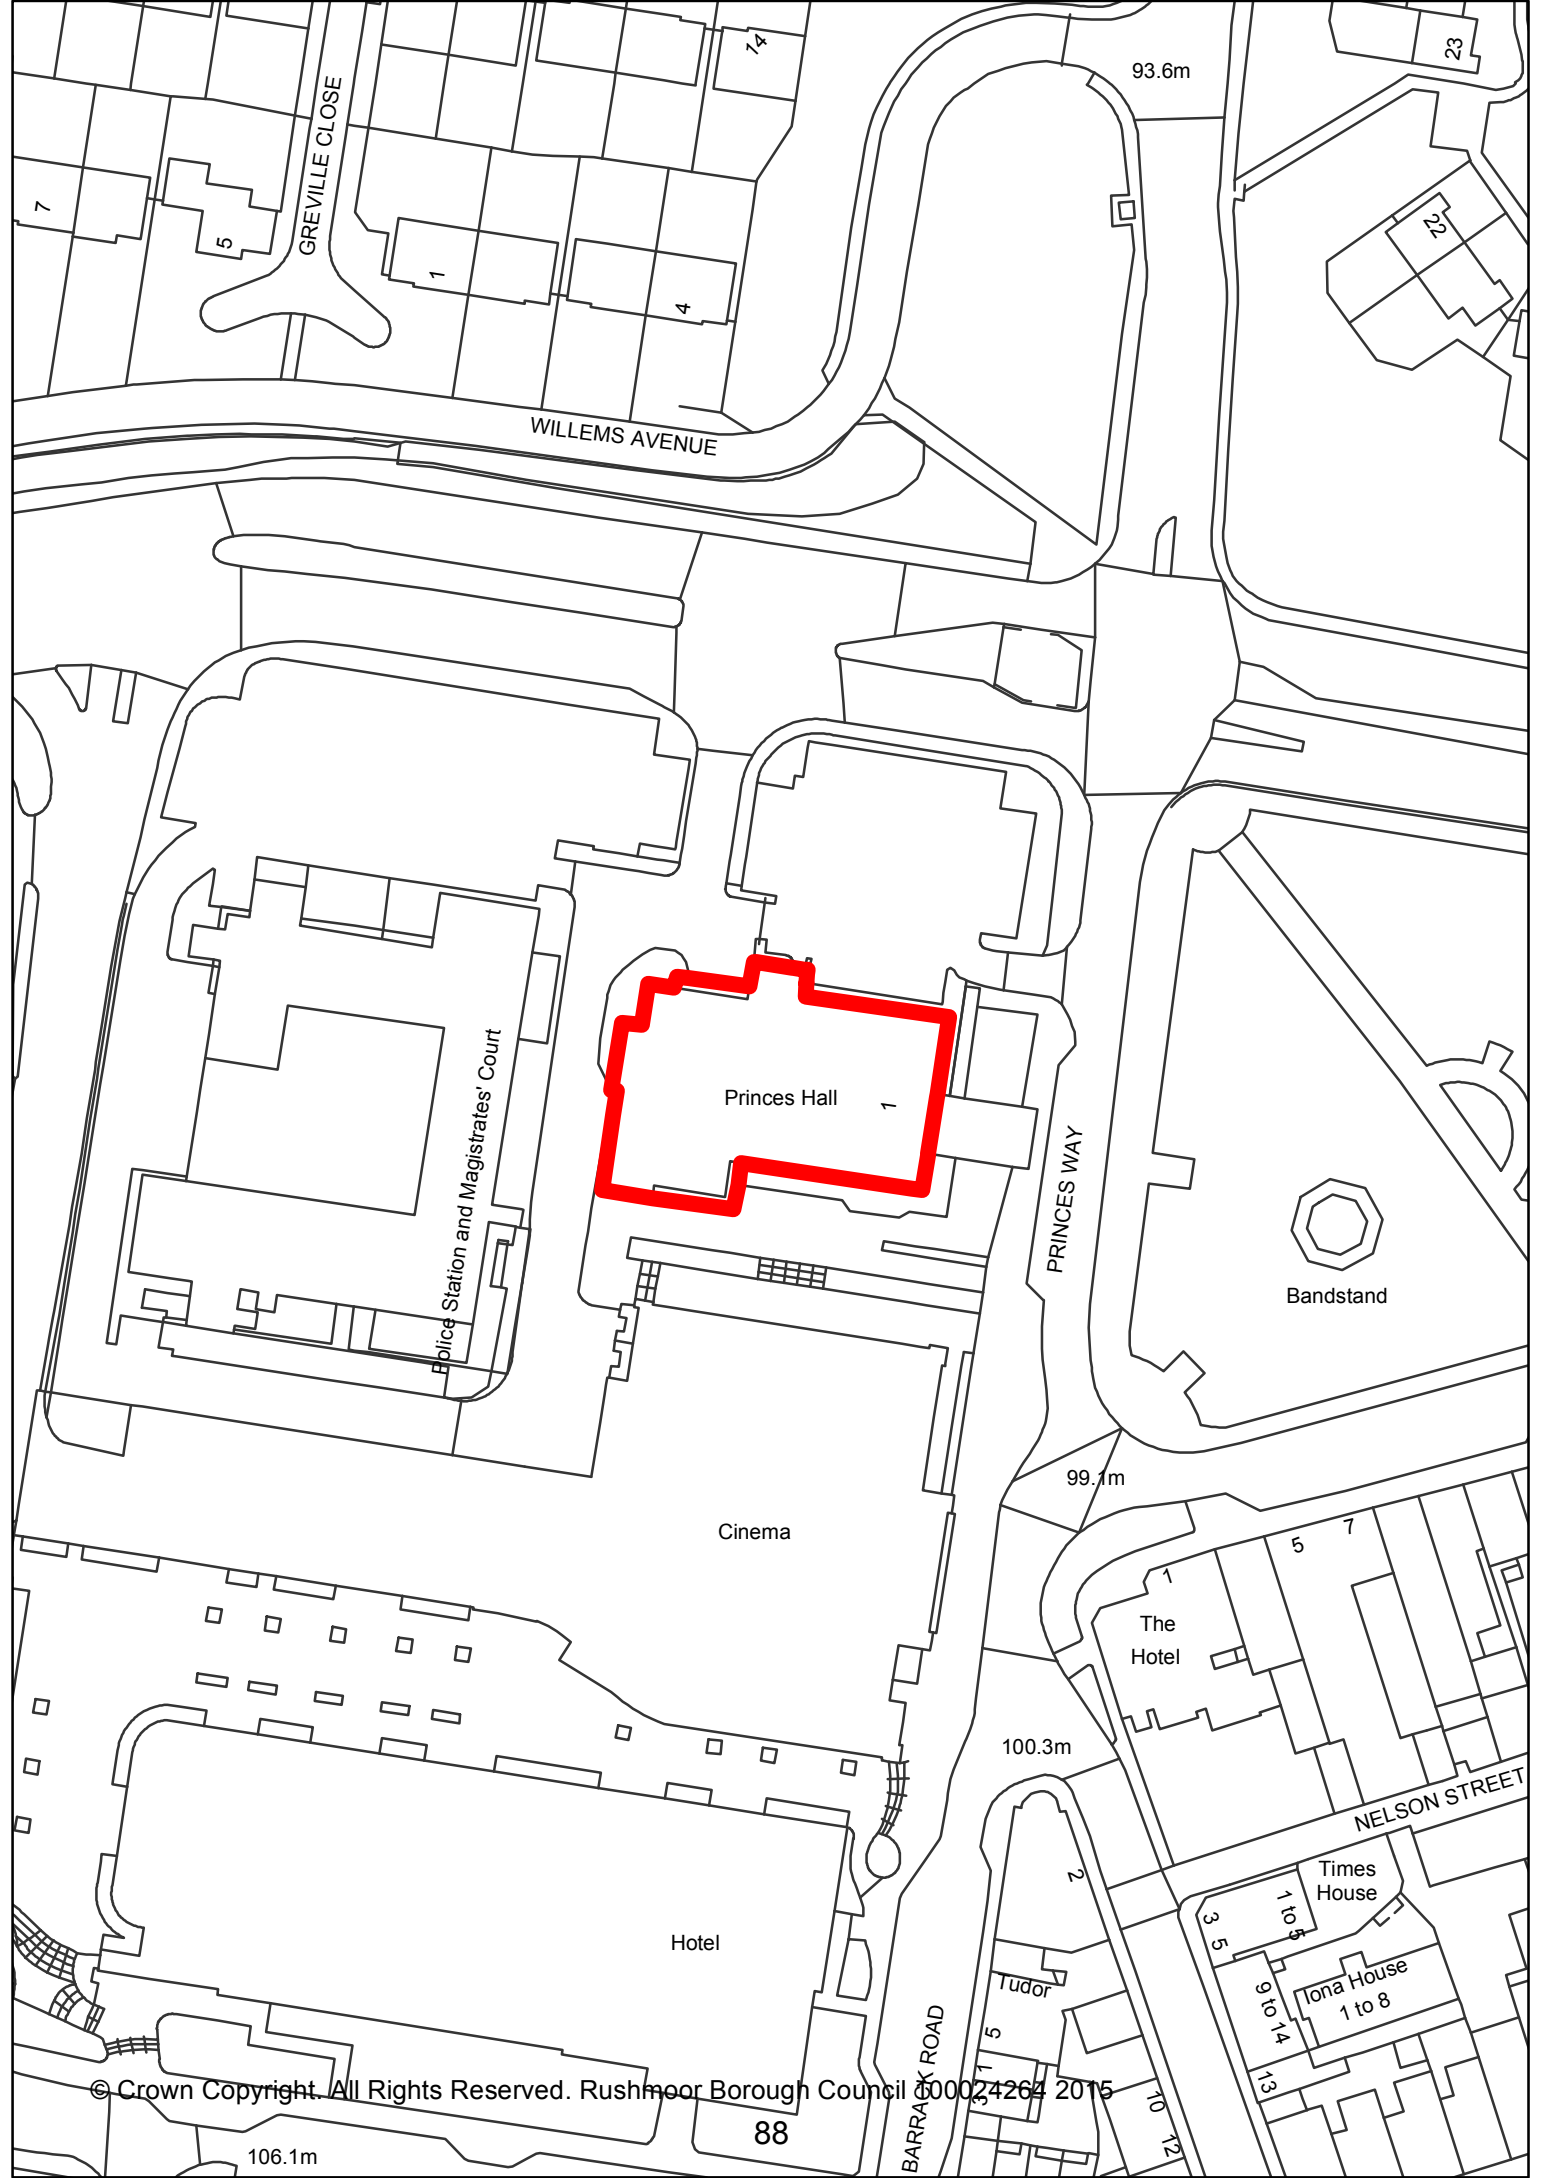 14
93.6m
23
GREVILLE CLOSE
7
5
1
4
22
WILLEMS AVENUE
Police Station and Magistrates' Court
Princes Hall
1
PRINCES WAY
Bandstand
99.1m
Cinema
1
5
7
The
Hotel
100.3m
NELSON STREET
2
Times
House
1 to 5
3
5
Hotel
Tudor
Iona House
1 to 8
9 to 14
5
1
3
13
10
12
BARRACK ROAD
© Crown Copyright. All Rights Reserved. Rushmoor Borough Council 100024264 2015
88
106.1m